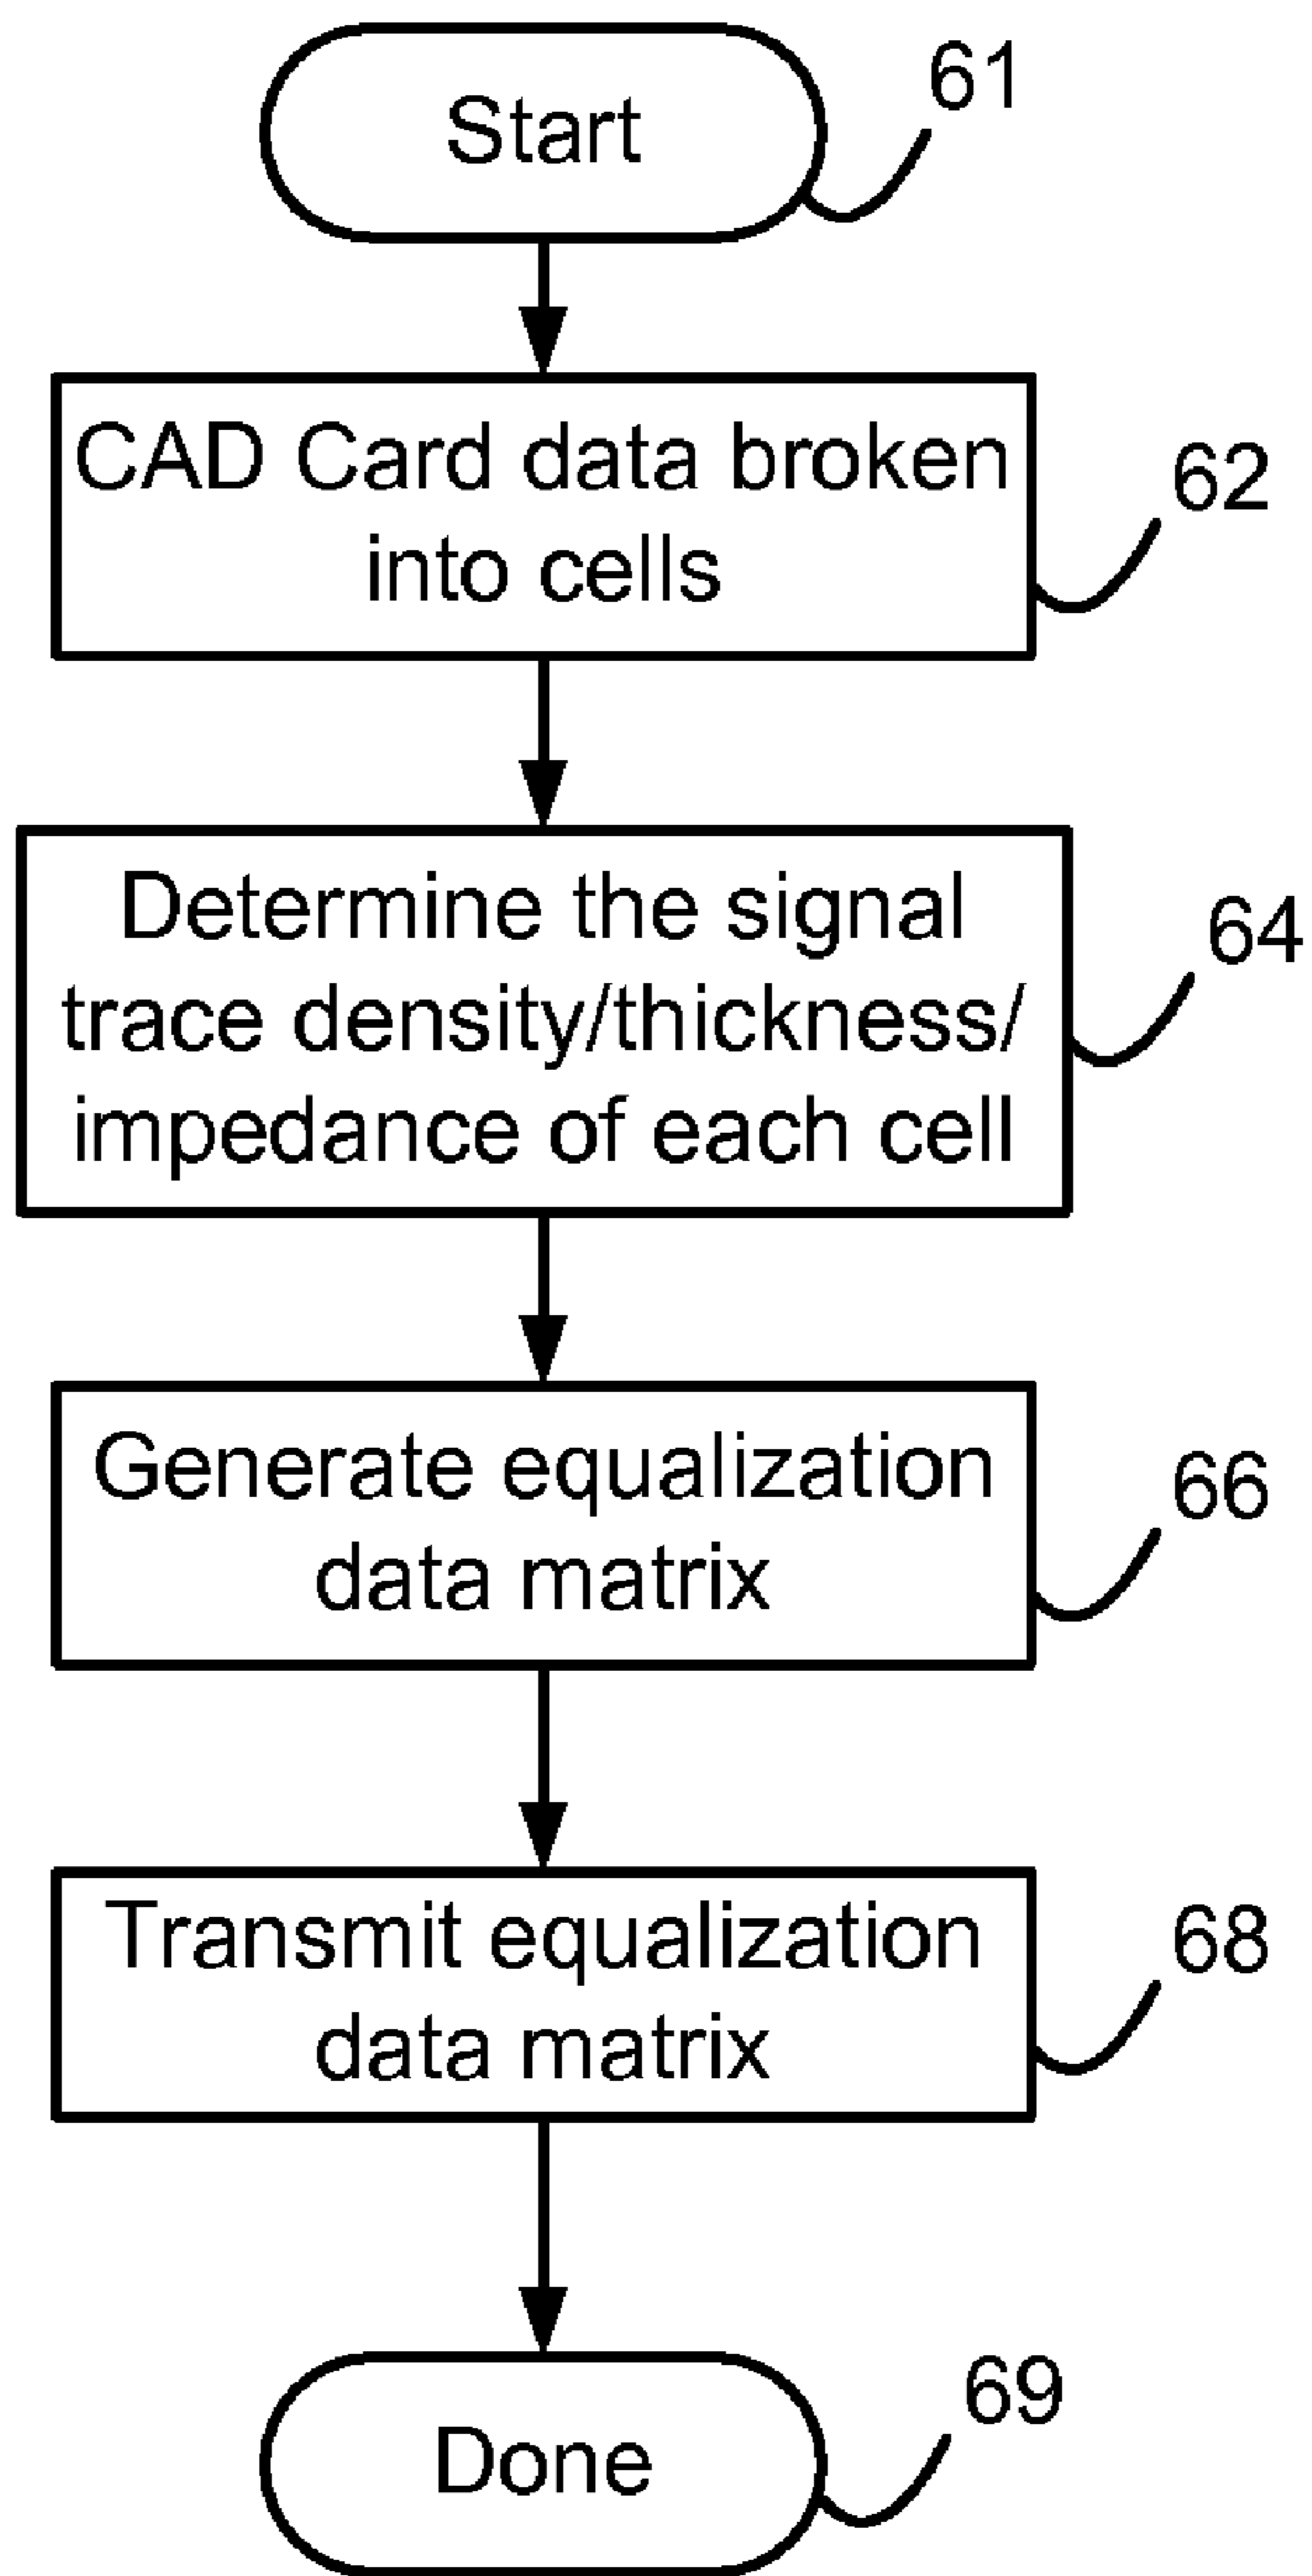 Start
61
CAD Card data broken
into cells
62
Determine the signal
trace density/thickness/
impedance of each cell
64
Generate equalization
data matrix
66
Transmit equalization
data matrix
68
Done
69